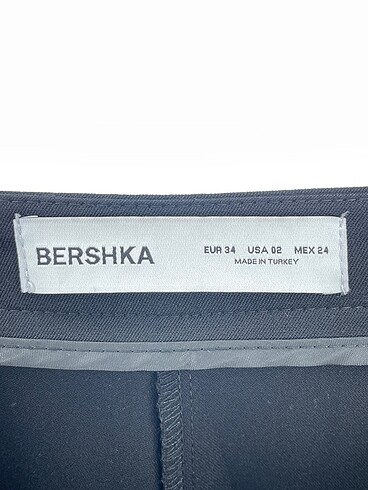 BERSHKA
EUR 34 USA 02 MEX 24
MADE IN TURKEY